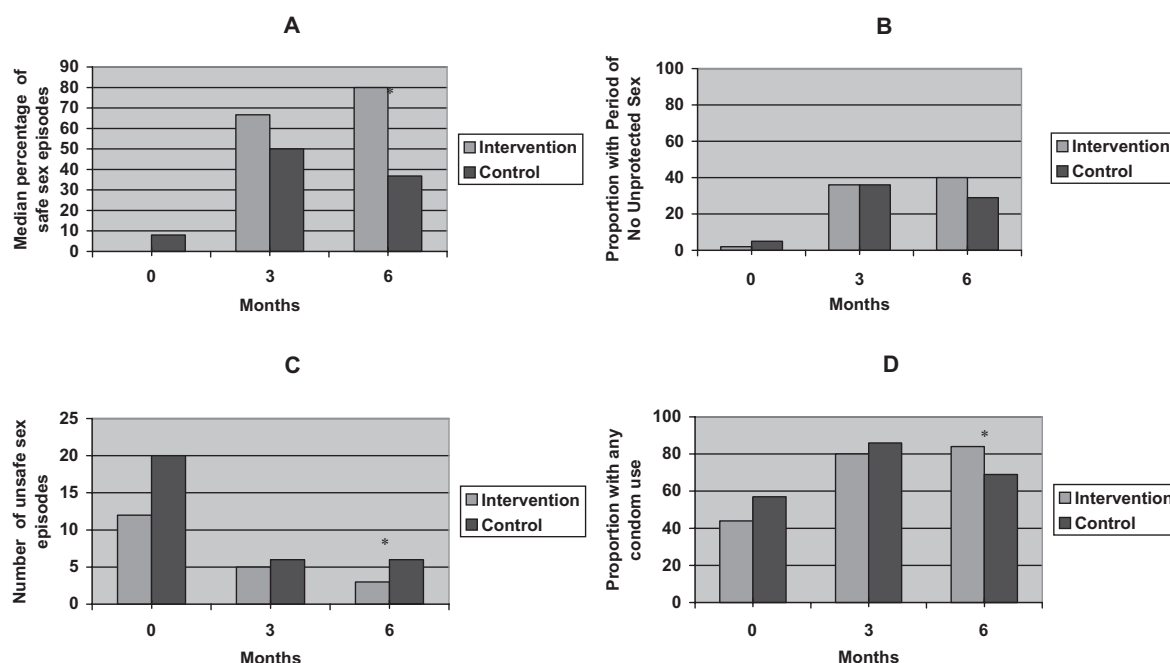 A
Median percentage of
safe sex episodes
90
80
70
60
50
40
30
20
10
0
*
0 3 6
Months
Intervention
Control
B
Proportion with Period of
No Unprotected Sex
100
80
60
40
20
0
0 3 6
Months
Intervention
Control
C
Number of unsafe sex
episodes
25
20
15
10
5
0
*
0 3 6
Months
Intervention
Control
D
Proportion with any
condom use
100
80
60
40
20
0
*
0 3 6
Months
Intervention
Control